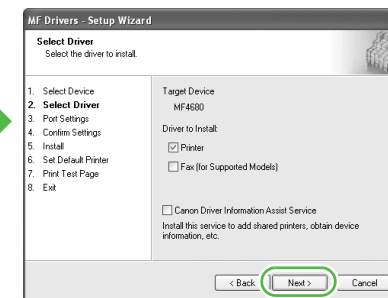 MF Drivers - Setup Wizard
Select Driver
Select the driver to install.
1. Select Device
2. Select Driver
3. Port Settings
4. Confirm Settings
5. Install
6. Set Default Printer
7. Print Test Page
8. Exit
Target Device
MF4680
Driver to Install:
Printer
Fax (for Supported Models)
Canon Driver Information Assist Service
Install this service to add shared printers, obtain device
information, etc.
< Back
Next >
Cancel